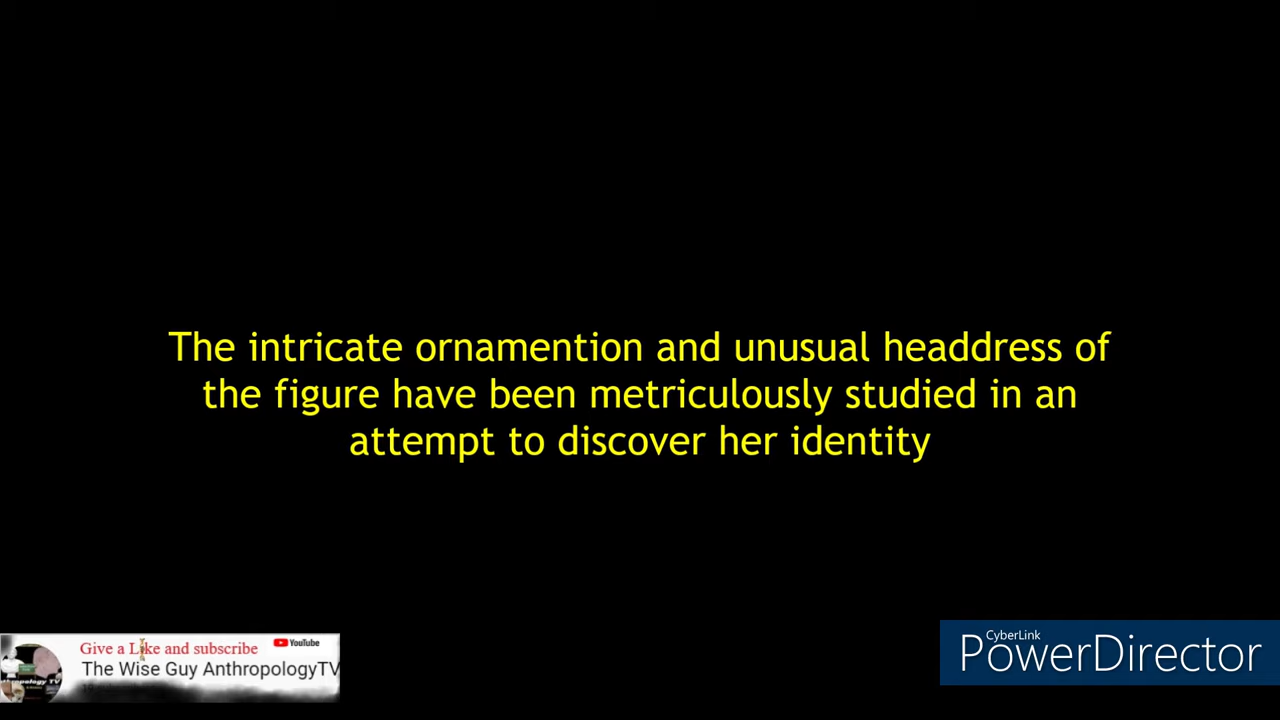 The intricate ornamention and unusual headdress of
the figure have been metriculously studied in an
attempt to discover her identity
Give a Like and subscribe
YouTube
The Wise Guy AnthropologyTV
CyberLink
PowerDirector